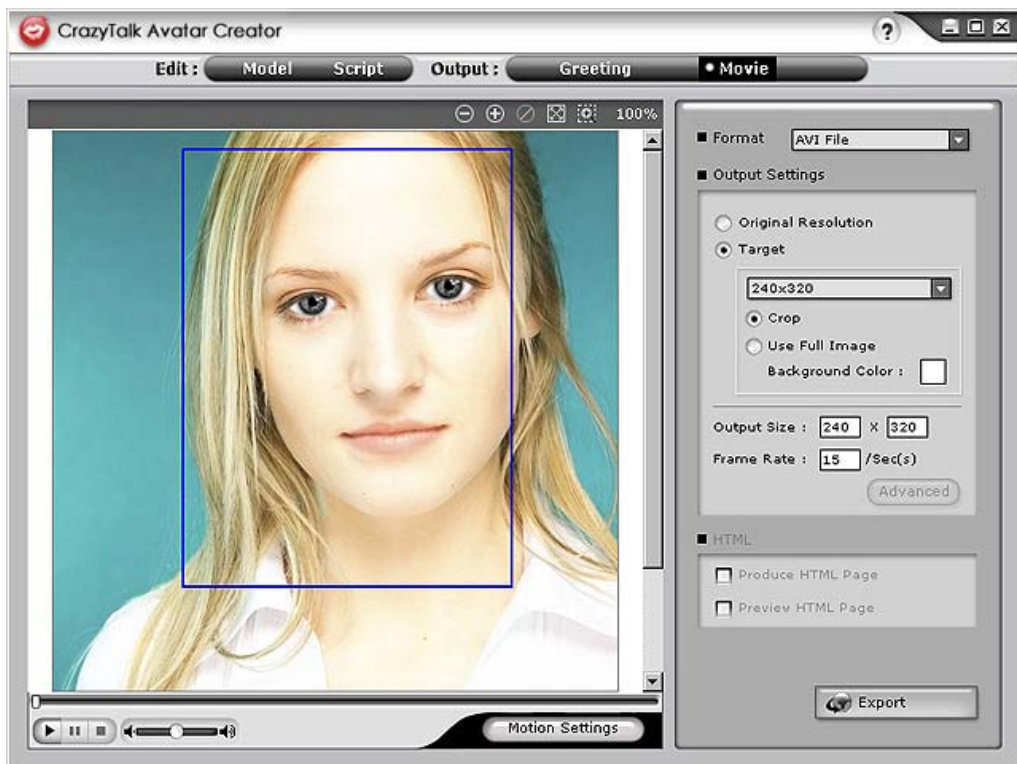 CrazyTalk Avatar Creator
?
Edit : Model Script Output : Greeting Movie
100%
Format AVI File
Output Settings
Original Resolution
Target
240x320
Crop
Use Full Image
Background Color :
Output Size : 240 X 320
Frame Rate : 15 /Sec(s)
Advanced
HTML
Produce HTML Page
Preview HTML Page
Export
Motion Settings